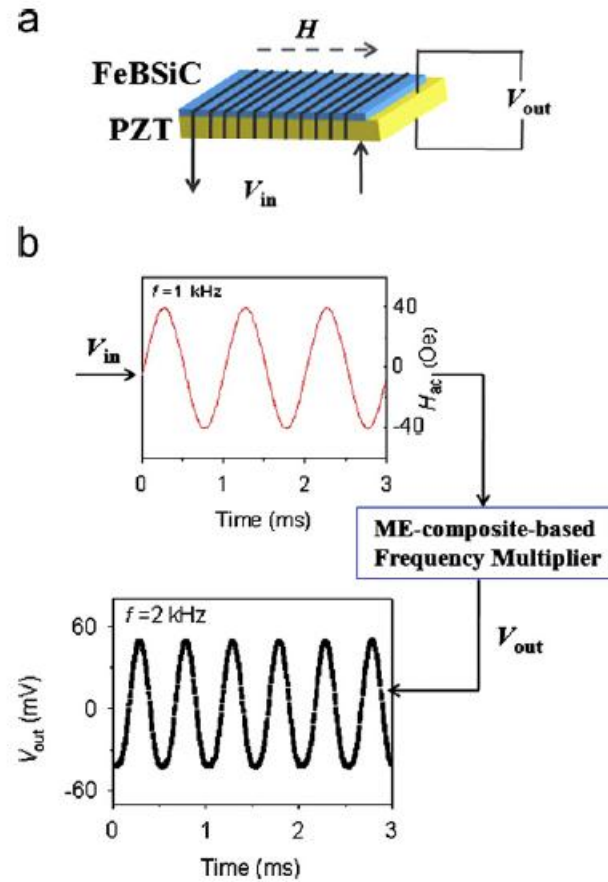 a
H
FeBSiC
PZT
V out
V in
b
f=1 kHz
V in
40
0
-40
H ac (Oe)
0 1 2 3
Time (ms)
ME-composite-based
Frequency Multiplier
V out
f=2 kHz
60
0
-60
V out (mV)
0 1 2 3
Time (ms)